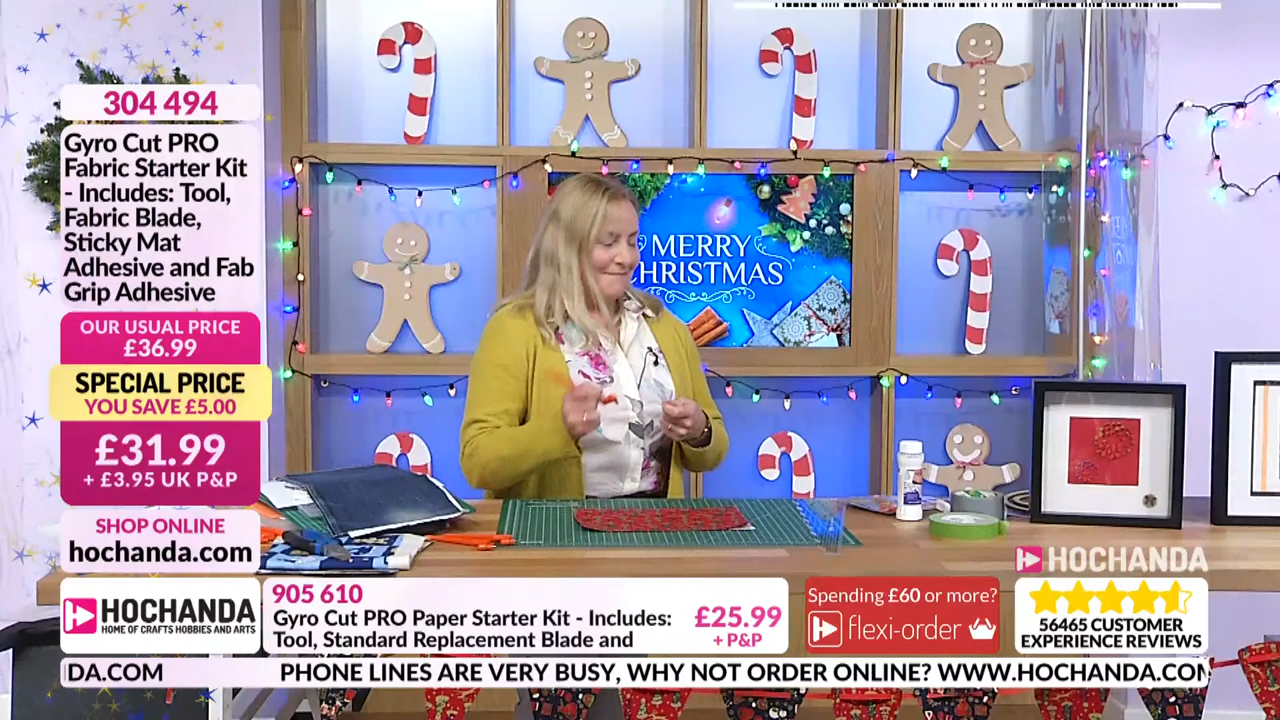 304 494
Gyro Cut PRO
Fabric Starter Kit
- Includes: Tool,
Fabric Blade,
Sticky Mat
Adhesive and Fab
Grip Adhesive
OUR USUAL PRICE
£36.99
SPECIAL PRICE
YOU SAVE £5.00
£31.99
+ £3.95 UK P&P
SHOP ONLINE
hochanda.com
MERRY
CHRISTMAS
HOCHANDA
HOCHANDA
HOME OF CRAFTS HOBBIES AND ARTS
905 610
Gyro Cut PRO Paper Starter Kit - Includes:
Tool, Standard Replacement Blade and
£25.99
+ P&P
Spending £60 or more?
flexi-order
56465 CUSTOMER
EXPERIENCE REVIEWS
DA.COM PHONE LINES ARE VERY BUSY, WHY NOT ORDER ONLINE? WWW.HOCHANDA.COM